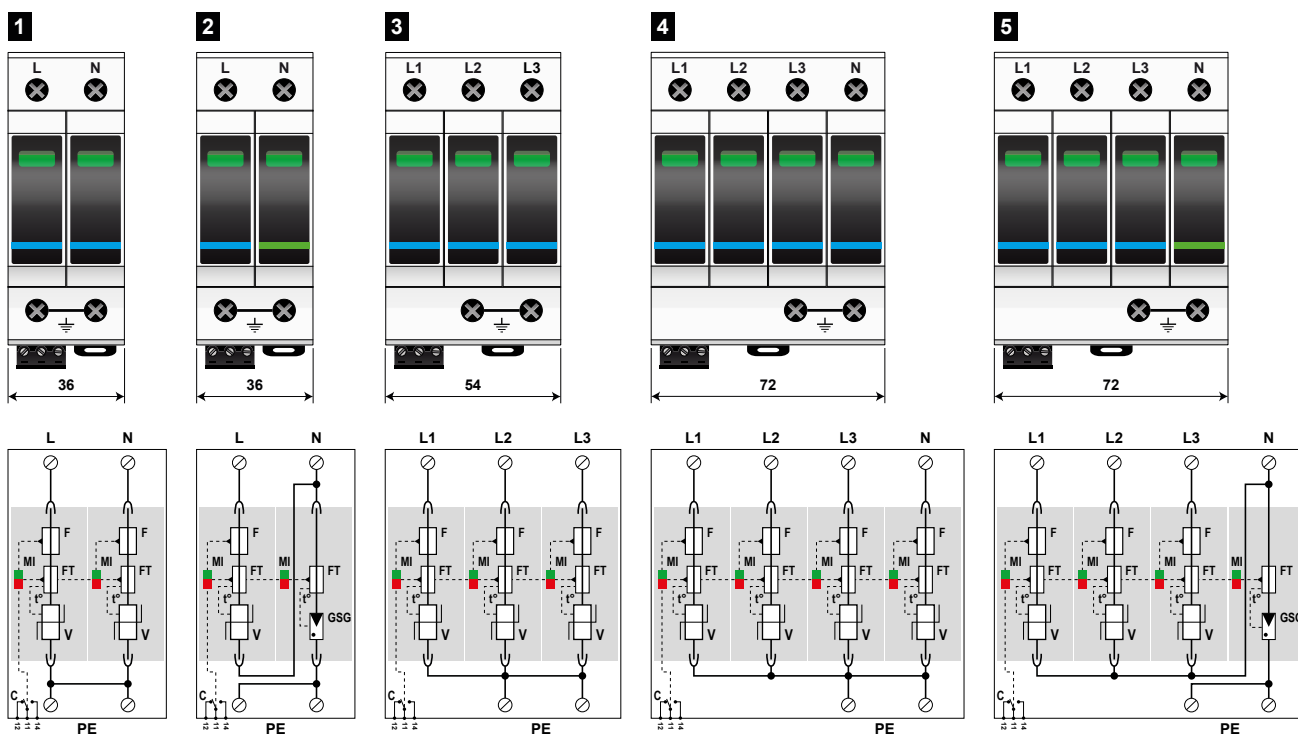 1 2 3 4 5
L N L N L1 L2 L3 L1 L2 L3 N L1 L2 L3 N
36 36 54 72 72
L N L N L1 L2 L3 L1 L2 L3 N L1 L2 L3 N
F F F F F F F F F F F F F
MI MI MI MI MI MI MI MI MI MI MI MI MI MI MI
FT FT FT FT FT FT FT FT FT FT FT FT FT FT FT
t° t° t° t° t° t° t° t° t° t° t° t° t° t° t°
V V V GSG V V V V V V V V V V GSG
C C C C C
12 11 14 12 11 14 12 11 14 12 11 14 12 11 14
PE PE PE PE PE